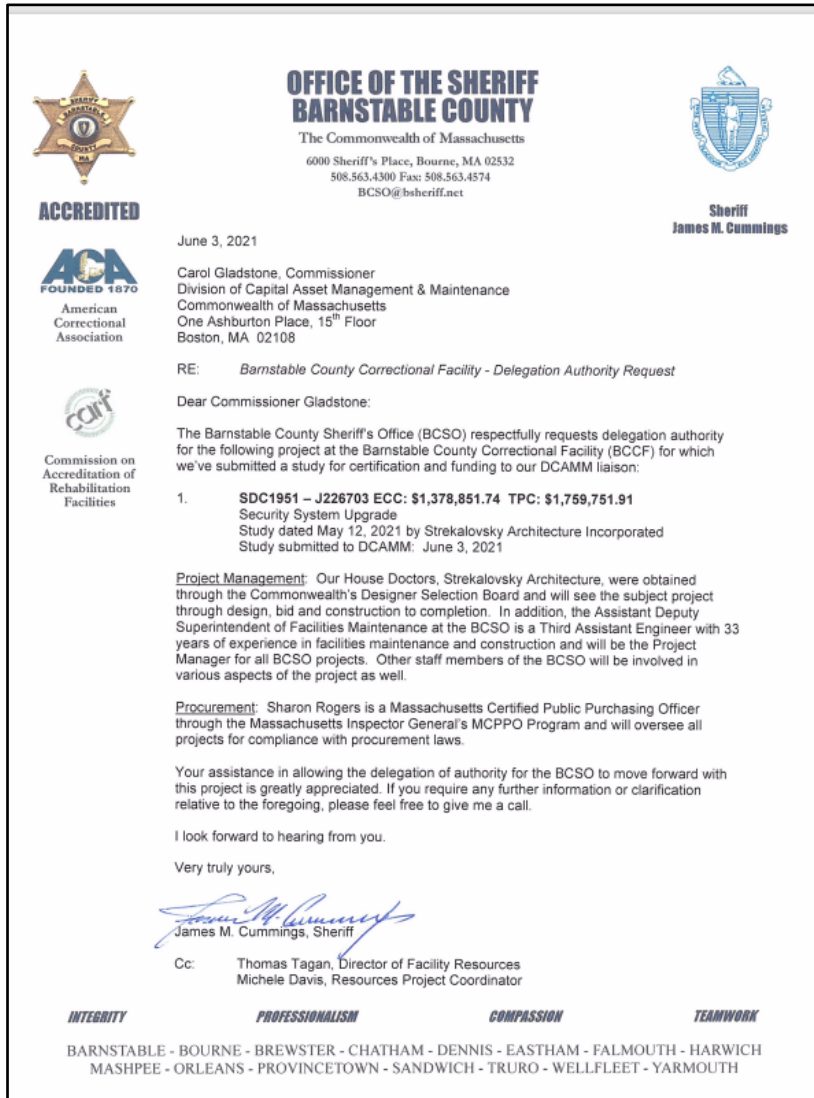 OFFICE OF THE SHERIFF
BARNSTABLE COUNTY
The Commonwealth of Massachusetts
6000 Sheriff's Place, Bourne, MA 02532
508.563.4300 Fax: 508.563.4574
BCSO@bsheriff.net
SHERIFF
BARNSTABLE
COUNTY
MA
ACCREDITED
ACA
FOUNDED 1870
American
Correctional
Association
carf
Commission on
Accreditation of
Rehabilitation
Facilities
Sheriff
James M. Cummings
June 3, 2021
Carol Gladstone, Commissioner
Division of Capital Asset Management & Maintenance
Commonwealth of Massachusetts
One Ashburton Place, 15th Floor
Boston, MA 02108
RE: Barnstable County Correctional Facility - Delegation Authority Request
Dear Commissioner Gladstone:
The Barnstable County Sheriff's Office (BCSO) respectfully requests delegation authority
for the following project at the Barnstable County Correctional Facility (BCCF) for which
we've submitted a study for certification and funding to our DCAMM liaison:
1. SDC1951 – J226703 ECC: $1,378,851.74 TPC: $1,759,751.91
Security System Upgrade
Study dated May 12, 2021 by Strekalovsky Architecture Incorporated
Study submitted to DCAMM: June 3, 2021
Project Management: Our House Doctors, Strekalovsky Architecture, were obtained
through the Commonwealth's Designer Selection Board and will see the subject project
through design, bid and construction to completion. In addition, the Assistant Deputy
Superintendent of Facilities Maintenance at the BCSO is a Third Assistant Engineer with 33
years of experience in facilities maintenance and construction and will be the Project
Manager for all BCSO projects. Other staff members of the BCSO will be involved in
various aspects of the project as well.
Procurement: Sharon Rogers is a Massachusetts Certified Public Purchasing Officer
through the Massachusetts Inspector General's MCPPO Program and will oversee all
projects for compliance with procurement laws.
Your assistance in allowing the delegation of authority for the BCSO to move forward with
this project is greatly appreciated. If you require any further information or clarification
relative to the foregoing, please feel free to give me a call.
I look forward to hearing from you.
Very truly yours,
James M. Cummings
James M. Cummings, Sheriff
Cc: Thomas Tagan, Director of Facility Resources
Michele Davis, Resources Project Coordinator
INTEGRITY PROFESSIONALISM COMPASSION TEAMWORK
BARNSTABLE - BOURNE - BREWSTER - CHATHAM - DENNIS - EASTHAM - FALMOUTH - HARWICH
MASHPEE - ORLEANS - PROVINCETOWN - SANDWICH - TRURO - WELLFLEET - YARMOUTH